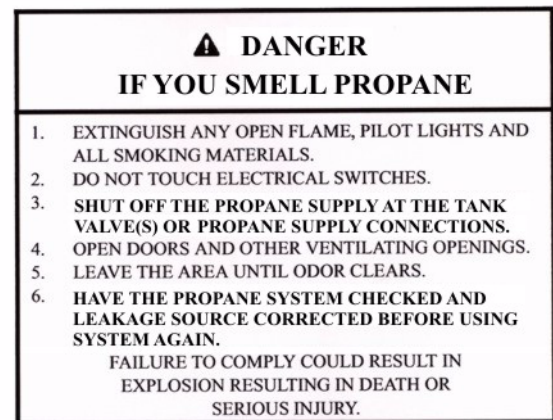 ⚠ DANGER
IF YOU SMELL PROPANE
1. EXTINGUISH ANY OPEN FLAME, PILOT LIGHTS AND
ALL SMOKING MATERIALS.
2. DO NOT TOUCH ELECTRICAL SWITCHES.
3. SHUT OFF THE PROPANE SUPPLY AT THE TANK
VALVE(S) OR PROPANE SUPPLY CONNECTIONS.
4. OPEN DOORS AND OTHER VENTILATING OPENINGS.
5. LEAVE THE AREA UNTIL ODOR CLEARS.
6. HAVE THE PROPANE SYSTEM CHECKED AND
LEAKAGE SOURCE CORRECTED BEFORE USING
SYSTEM AGAIN.
FAILURE TO COMPLY COULD RESULT IN
EXPLOSION RESULTING IN DEATH OR
SERIOUS INJURY.